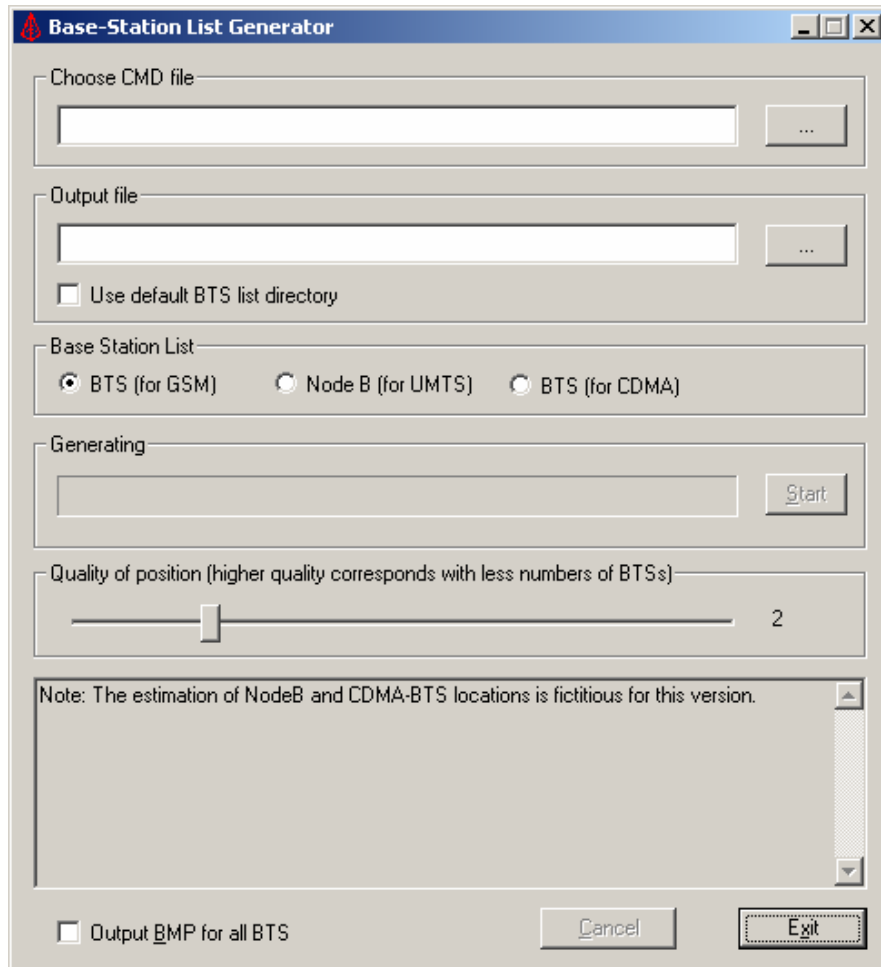 Base-Station List Generator
Choose CMD file
...
Output file
...
Use default BTS list directory
Base Station List
BTS (for GSM) Node B (for UMTS) BTS (for CDMA)
Generating
Start
Quality of position (higher quality corresponds with less numbers of BTSs)
2
Note: The estimation of NodeB and CDMA-BTS locations is fictitious for this version.
Output BMP for all BTS Cancel Exit